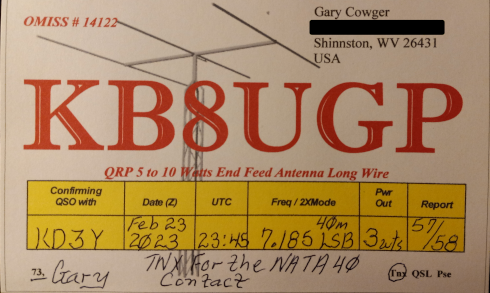 OMISS # 14122
Gary Cowger
Shinnston, WV 26431
USA
KB8UGP
QRP 5 to 10 Watts End Feed Antenna Long Wire
Confirming QSO with Date (Z) UTC Freq / 2XMode Pwr Out Report
KD3Y Feb 23 2023 23:45 7.185 40m LSB 3wts 57/58
73, Gary
TNX For the NATA 40
Contact
Tnx QSL Pse